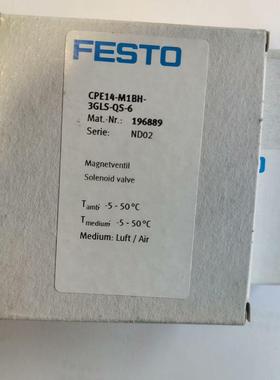 FESTO
CPE14-M1BH-
3GLS-QS-6
Mat.-Nr.: 196889
Serie: ND02
Magnetventil
Solenoid valve
Tambi -5 - 50 °C
Tmedium -5 - 50 °C
Medium: Luft / Air